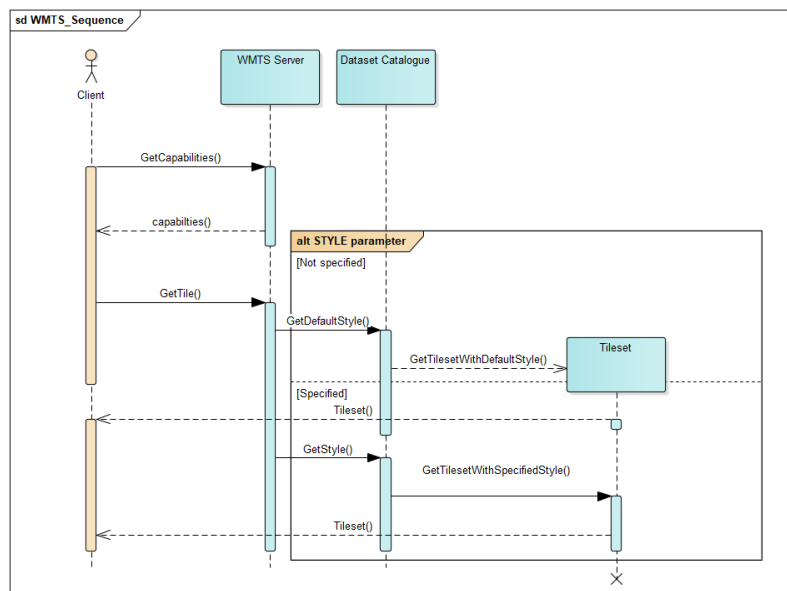 sd WMTS_Sequence
Client
WMTS Server
Dataset Catalogue
GetCapabilities()
capabilties()
alt STYLE parameter
[Not specified]
GetTile()
GetDefaultStyle()
GetTilesetWithDefaultStyle()
Tileset
[Specified]
Tileset()
GetStyle()
GetTilesetWithSpecifiedStyle()
Tileset()